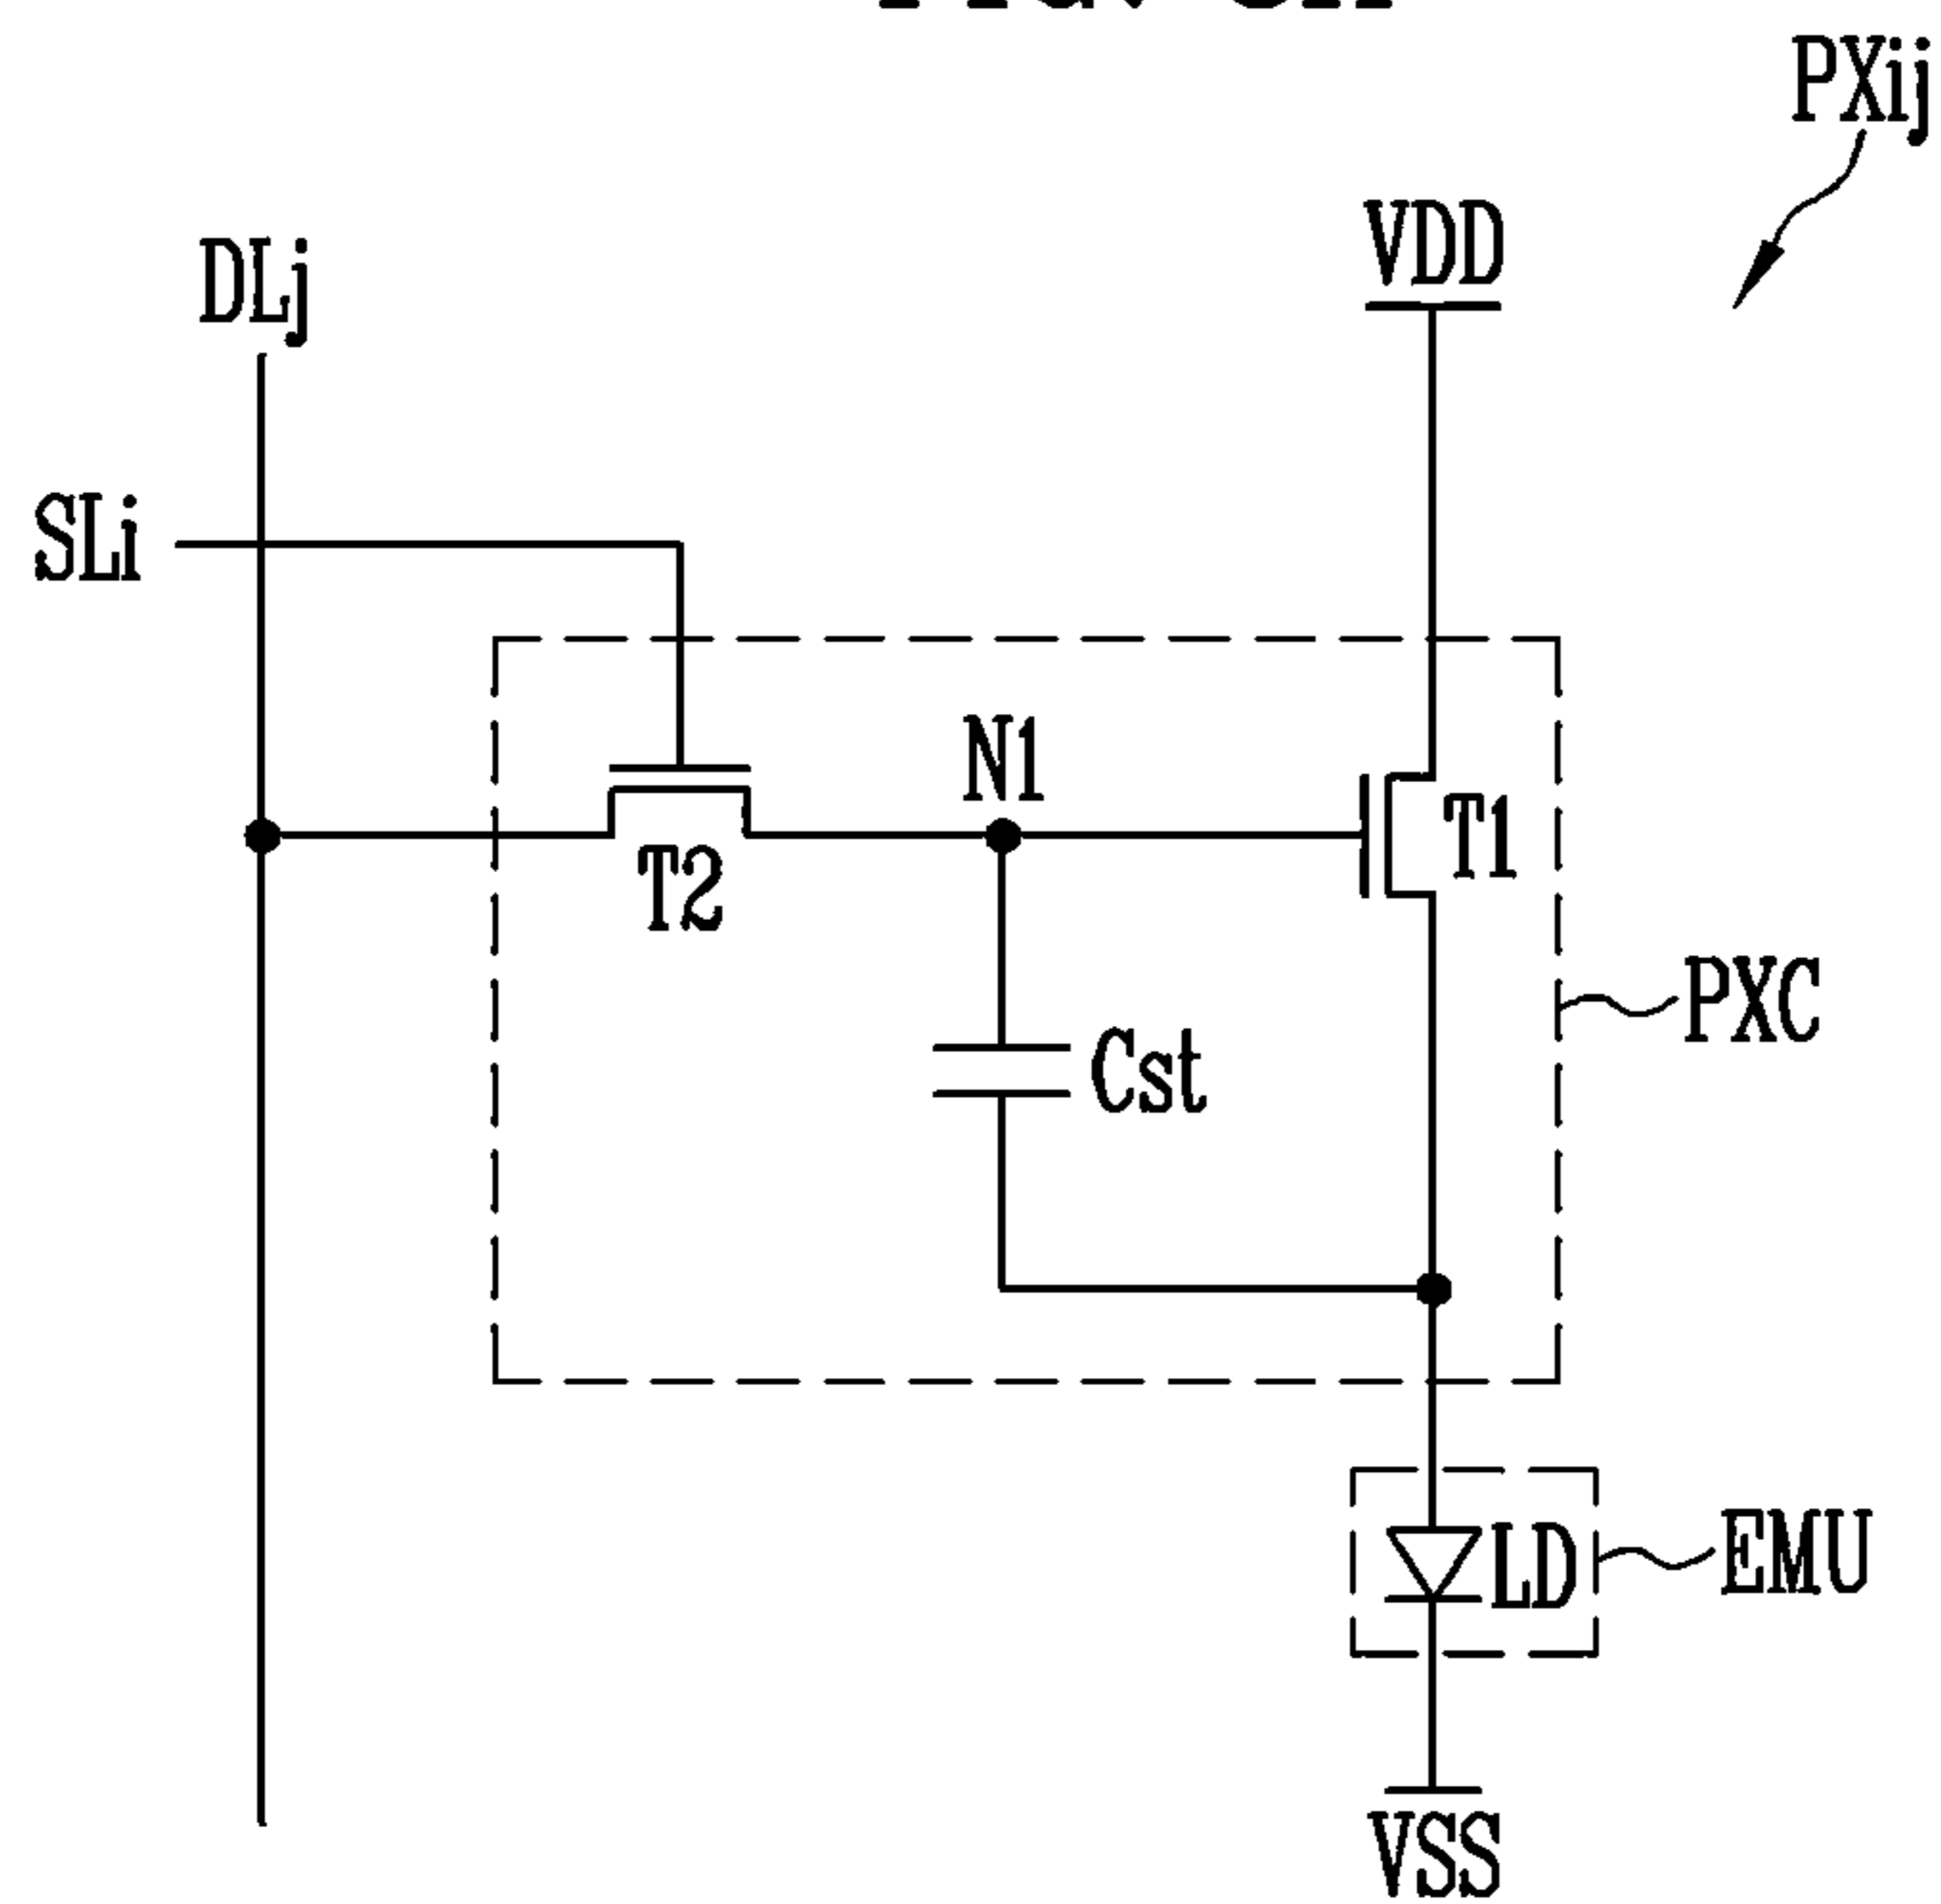 PXij
VDD
DLj
SLi
N1
T1
T2
PXC
Cst
LD
EMU
VSS